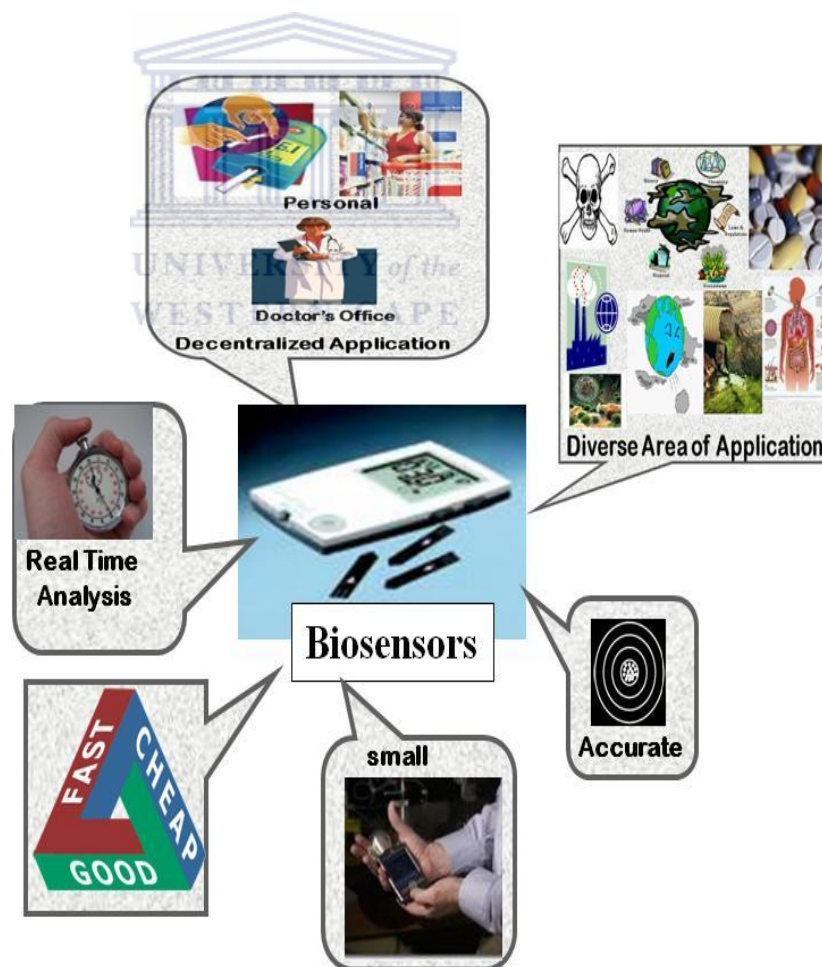 Personal
UNIVERSITY of the
Doctor's Office
WESTERN CAPE
Decentralized Application
Diverse Area of Application
Real Time
Analysis
Biosensors
Accurate
FAST
CHEAP
GOOD
small